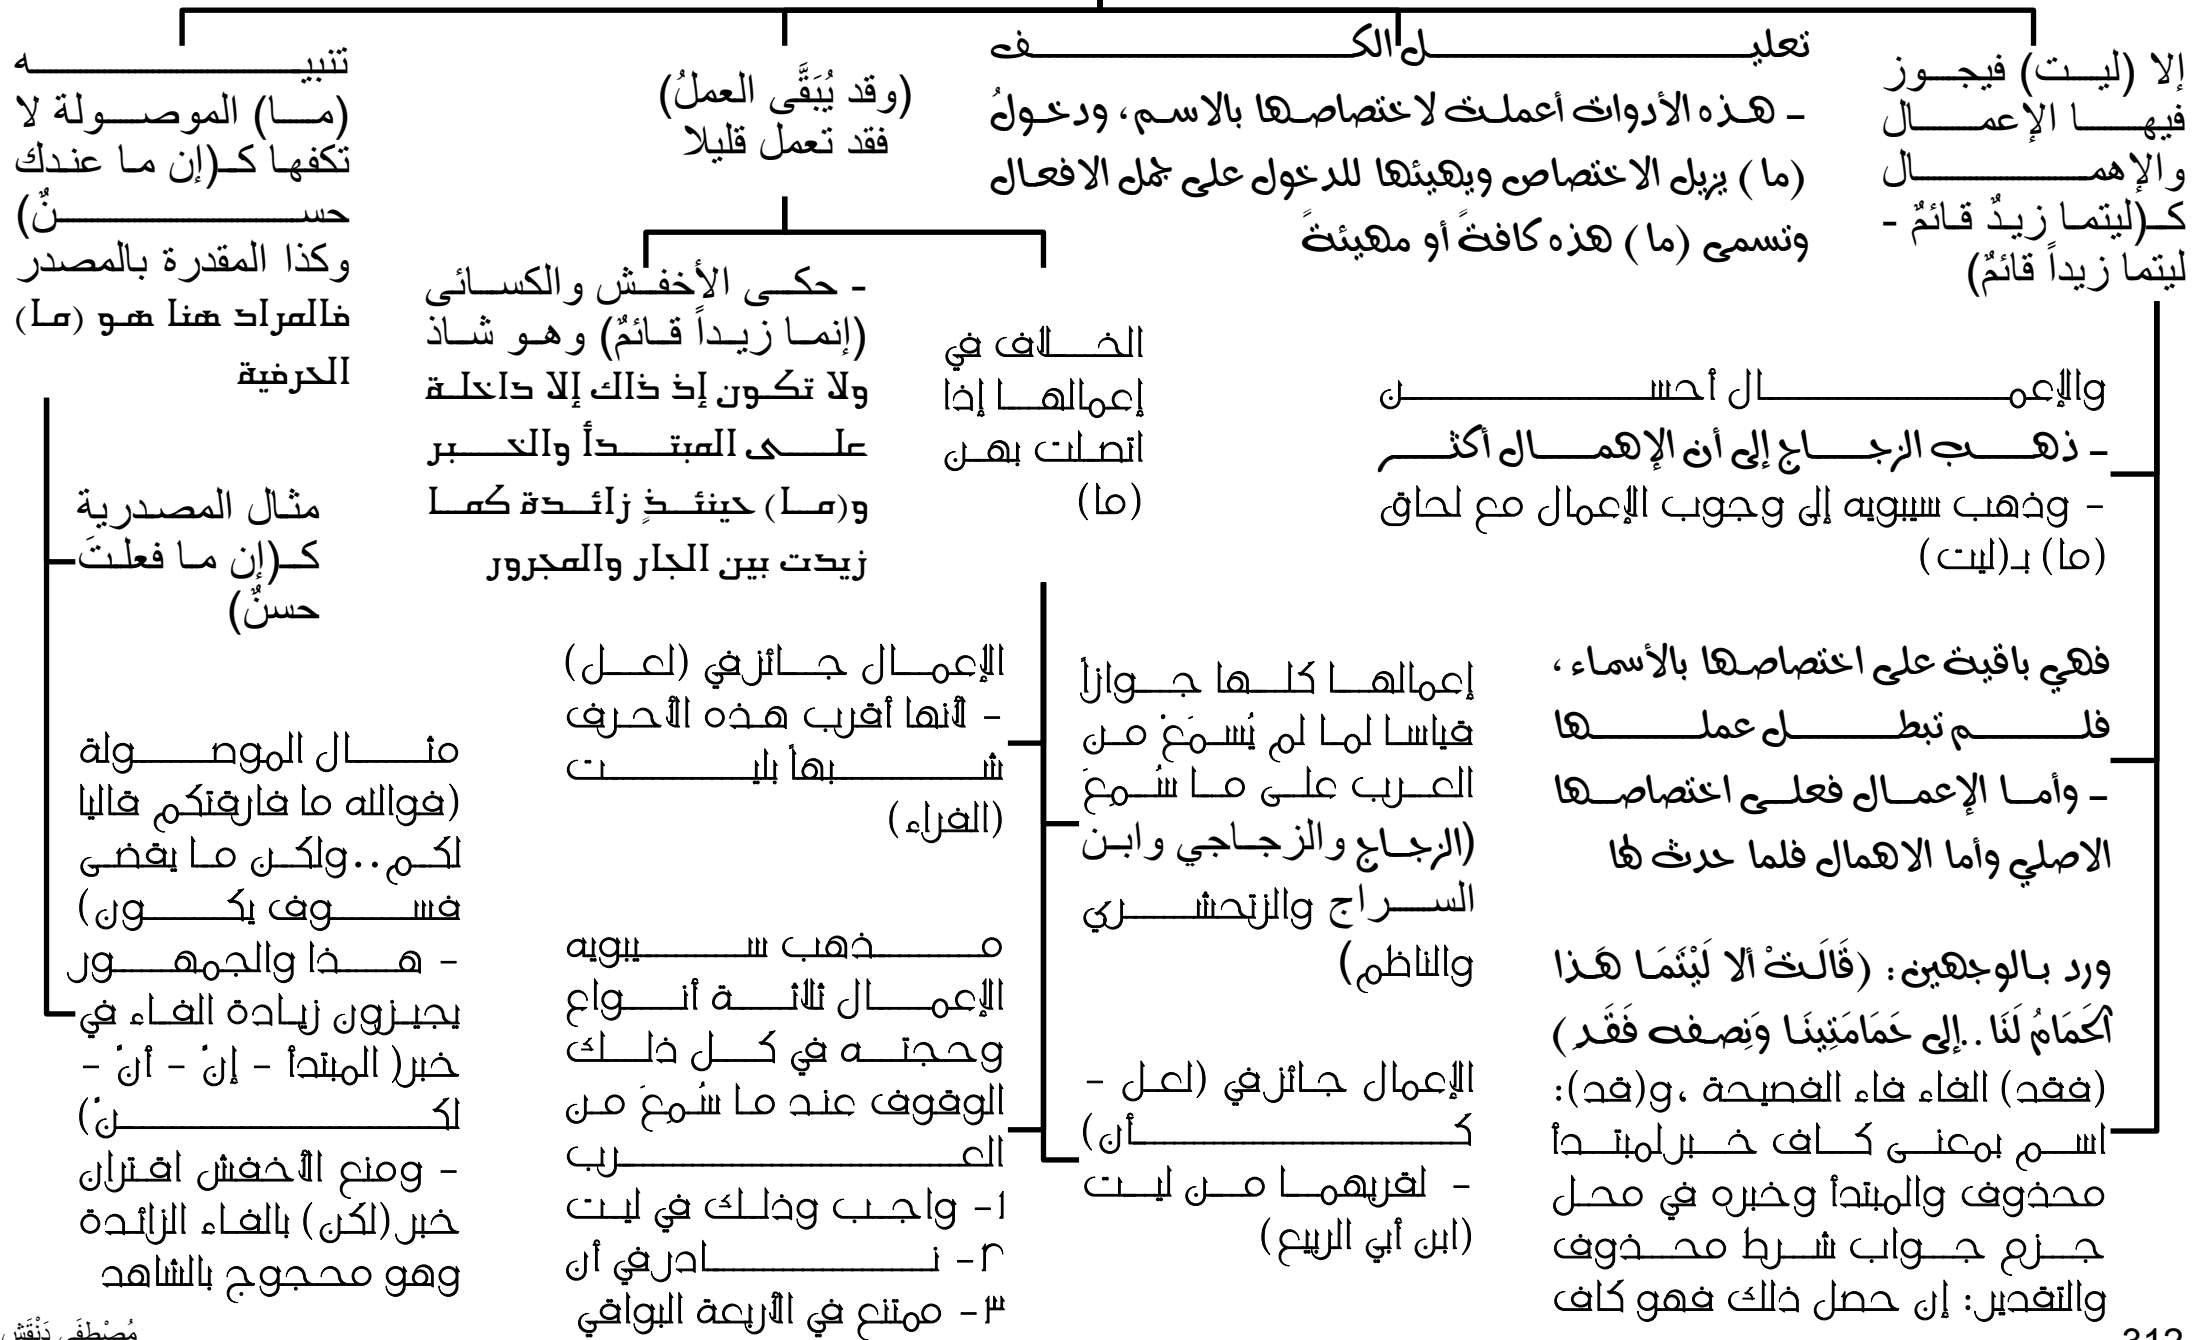 إلا (ليت) فيجوز
فيها الإعمال
والإهمال
كـ(ليتما زيدٌ قائمٌ -
ليتما زيداً قائمٌ)
والإعمال أحسن
- ذهب الزجاج إلى أن الإهمال أكثر
- وذهب سيبويه إلى وجوب الإعمال مع لحاق
(ما) بـ(ليت)
فهي باقية على اختصاصها بالأسماء،
فلم تبطل عملها
- وأما الإعمال فعلى اختصاصها
الاصلي وأما الاهمال فلما حدث لها
ورد بالوجهين: (قَالَتْ ألا لَيْتَمَا هَذا
آلحَمَامُ لَنَا..إلى حَمَامَتِينَا وَنِصفه فَقَدِ)
(فقد) الفاء فاء الفصيحة ،و(قد):
اسم بمعنى كاف خبرلمبتدأ
محذوف والمبتدأ وخبره في محل
جزم جواب شرط محذوف
والتقدير: إن حصل ذلك فهو كاف
تعليل الكف
- هذه الأدوات أعملت لاختصاصها بالاسم، ودخولُ
(ما) يزيل الاختصاص ويهيئها للدخول على جمل الافعال
وتسمى (ما) هذه كافةً أو مهيئةً
(وقد يُبَقَّى العملُ)
فقد تعمل قليلا
الخلاف في
إعمالها إذا
اتصلت بهن
(ما)
إعمالها كلها جوازاً
قياسا لما لم يُسمَعْ من
العرب على ما سُمِعَ
(الزجاج والزجاجي وابن
السراج والزتحشري
والناظم)
الإعمال جائزفي (لعل)
- لأنها أقرب هذه الأحرف
شبهاً بليت
(الفراء)
الإعمال جائزفي (لعل -
كأن)
- لقربهما من ليت
(ابن أبي الربيع)
مذهب سيبويه
الإعمال ثلاثة أنواع
وحجته في كل ذلك
الوقوف عند ما سُمِعَ من
العرب
١- واجب وذلك في ليت
٢- نادرفي أن
٣- ممتنع في الأربعة البواقي
- حكى الأخفش والكسائي
(إنما زيداً قائمٌ) وهو شاذ
ولا تكون إذ ذاك إلا داخلة
على المبتدأ والخبر
و(ما) حينئذٍ زائدة كما
زيدت بين الجار والمجرور
تنبيه
(ما) الموصولة لا
تكفها كـ(إن ما عندك
حسنٌ)
وكذا المقدرة بالمصدر
فالمراد هنا هو (ما)
الحرفية
مثال المصدرية
كـ(إن ما فعلتَ
حسنٌ)
مثال الموصولة
(فوالله ما فارقتكم قاليا
لكم..ولكن ما يقضى
فسوف يكون)
- هذا والجمهور
يجيزون زيادة الفاء في
خبر( المبتدأ - إنّ - أنّ -
لكنّ)
- ومنع الأخفش اقتران
خبر(لكن) بالفاء الزائدة
وهو محجوج بالشاهد
مُصْطفَى دَنْقَش
312